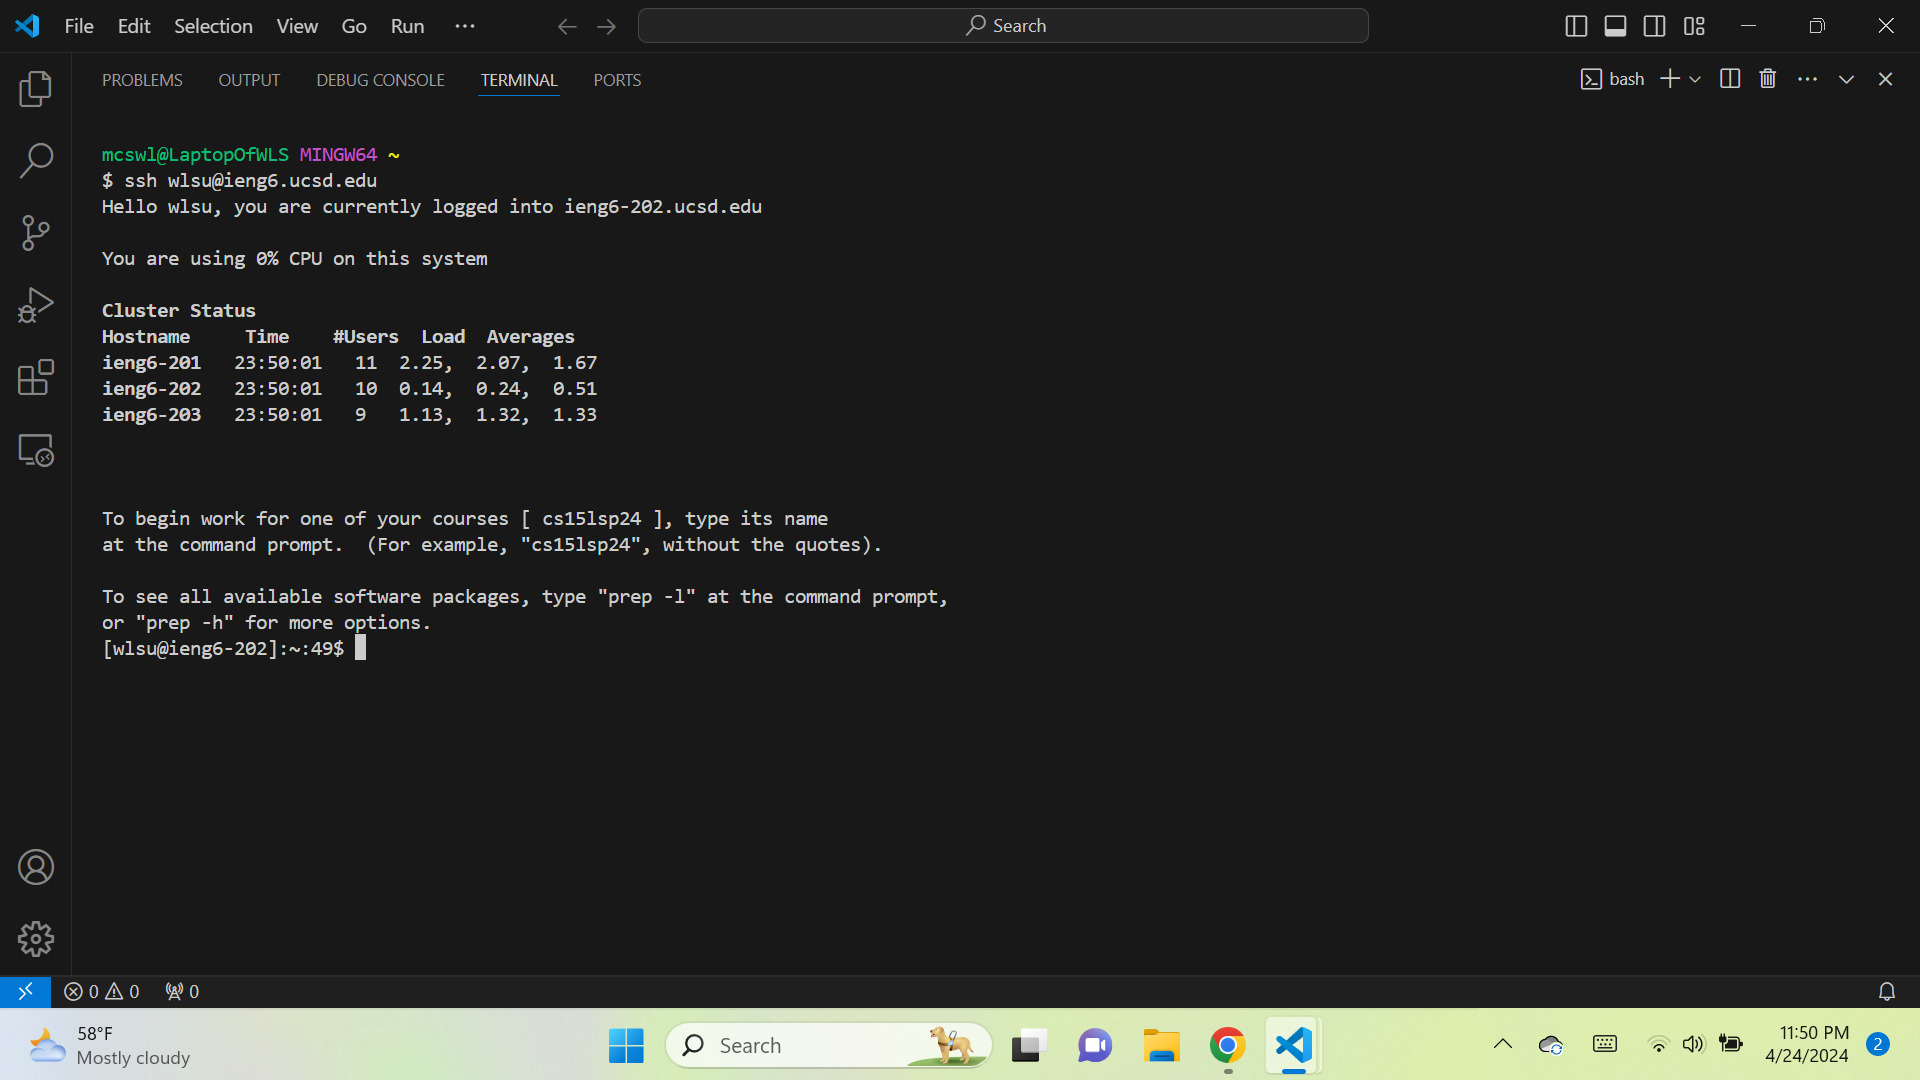 File Edit Selection View Go Run ···
Search
PROBLEMS OUTPUT DEBUG CONSOLE TERMINAL PORTS
bash
mcswl@LaptopOfWLS MINGW64 ~
$ ssh wlsu@ieng6.ucsd.edu
Hello wlsu, you are currently logged into ieng6-202.ucsd.edu
You are using 0% CPU on this system
Cluster Status
Hostname     Time    #Users  Load  Averages
ieng6-201   23:50:01   11  2.25,  2.07,  1.67
ieng6-202   23:50:01   10  0.14,  0.24,  0.51
ieng6-203   23:50:01   9   1.13,  1.32,  1.33
To begin work for one of your courses [ cs15lsp24 ], type its name
at the command prompt.  (For example, "cs15lsp24", without the quotes).
To see all available software packages, type "prep -l" at the command prompt,
or "prep -h" for more options.
[wlsu@ieng6-202]:~:49$
0 0 0
58°F
Mostly cloudy
Search
11:50 PM
4/24/2024
2